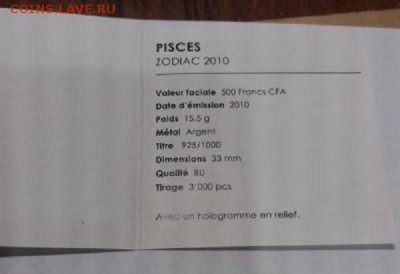 COINS.LAVE.RU
PISCES
ZODIAC 2010
Valeur faciale 500 Francs CFA
Date d'émission 2010
Poids 15.5 g
Métal Argent
Titre 925/1000
Dimensions 33 mm
Qualité BU
Tirage 3'000 pcs
Avec un hologramme en relief.